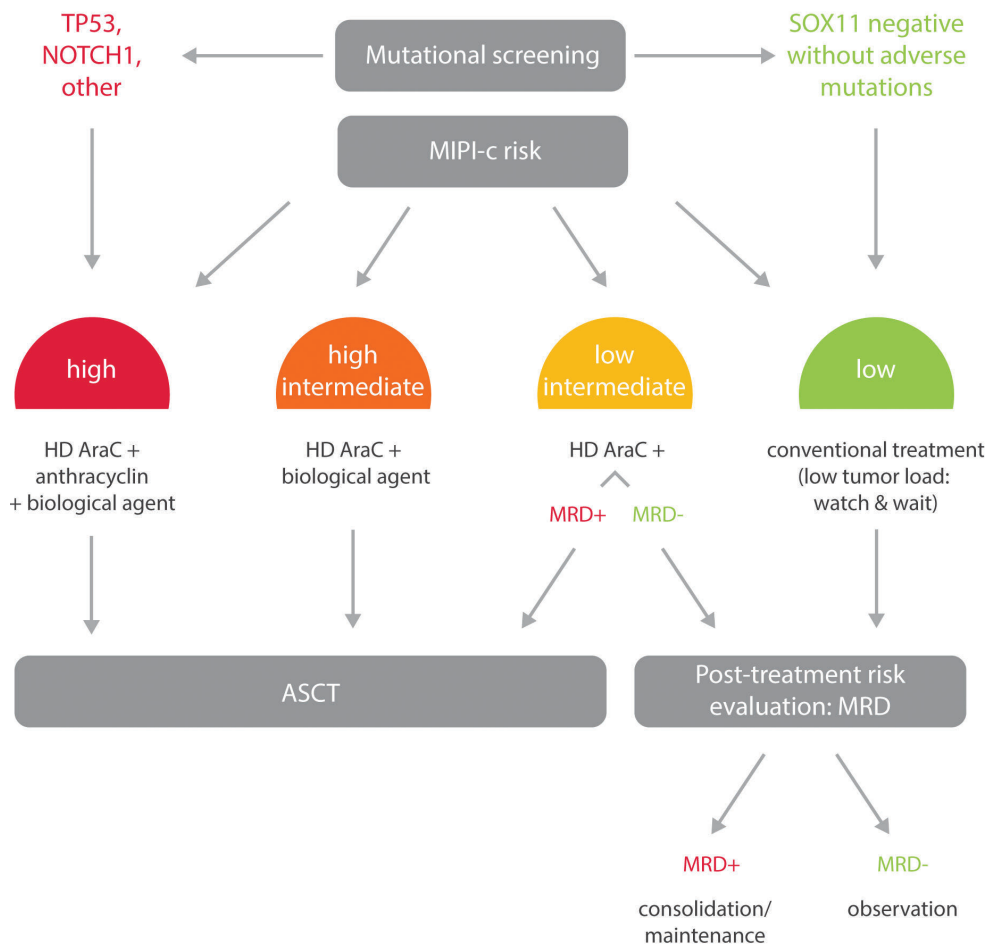 TP53,
NOTCH1,
other
Mutational screening
SOX11 negative
without adverse
mutations
MIPI-c risk
high
high
intermediate
low
intermediate
low
HD AraC +
anthracyclin
+ biological agent
HD AraC +
biological agent
HD AraC +
MRD+ MRD-
conventional treatment
(low tumor load:
watch & wait)
ASCT
Post-treatment risk
evaluation: MRD
MRD+
consolidation/
maintenance
MRD-
observation